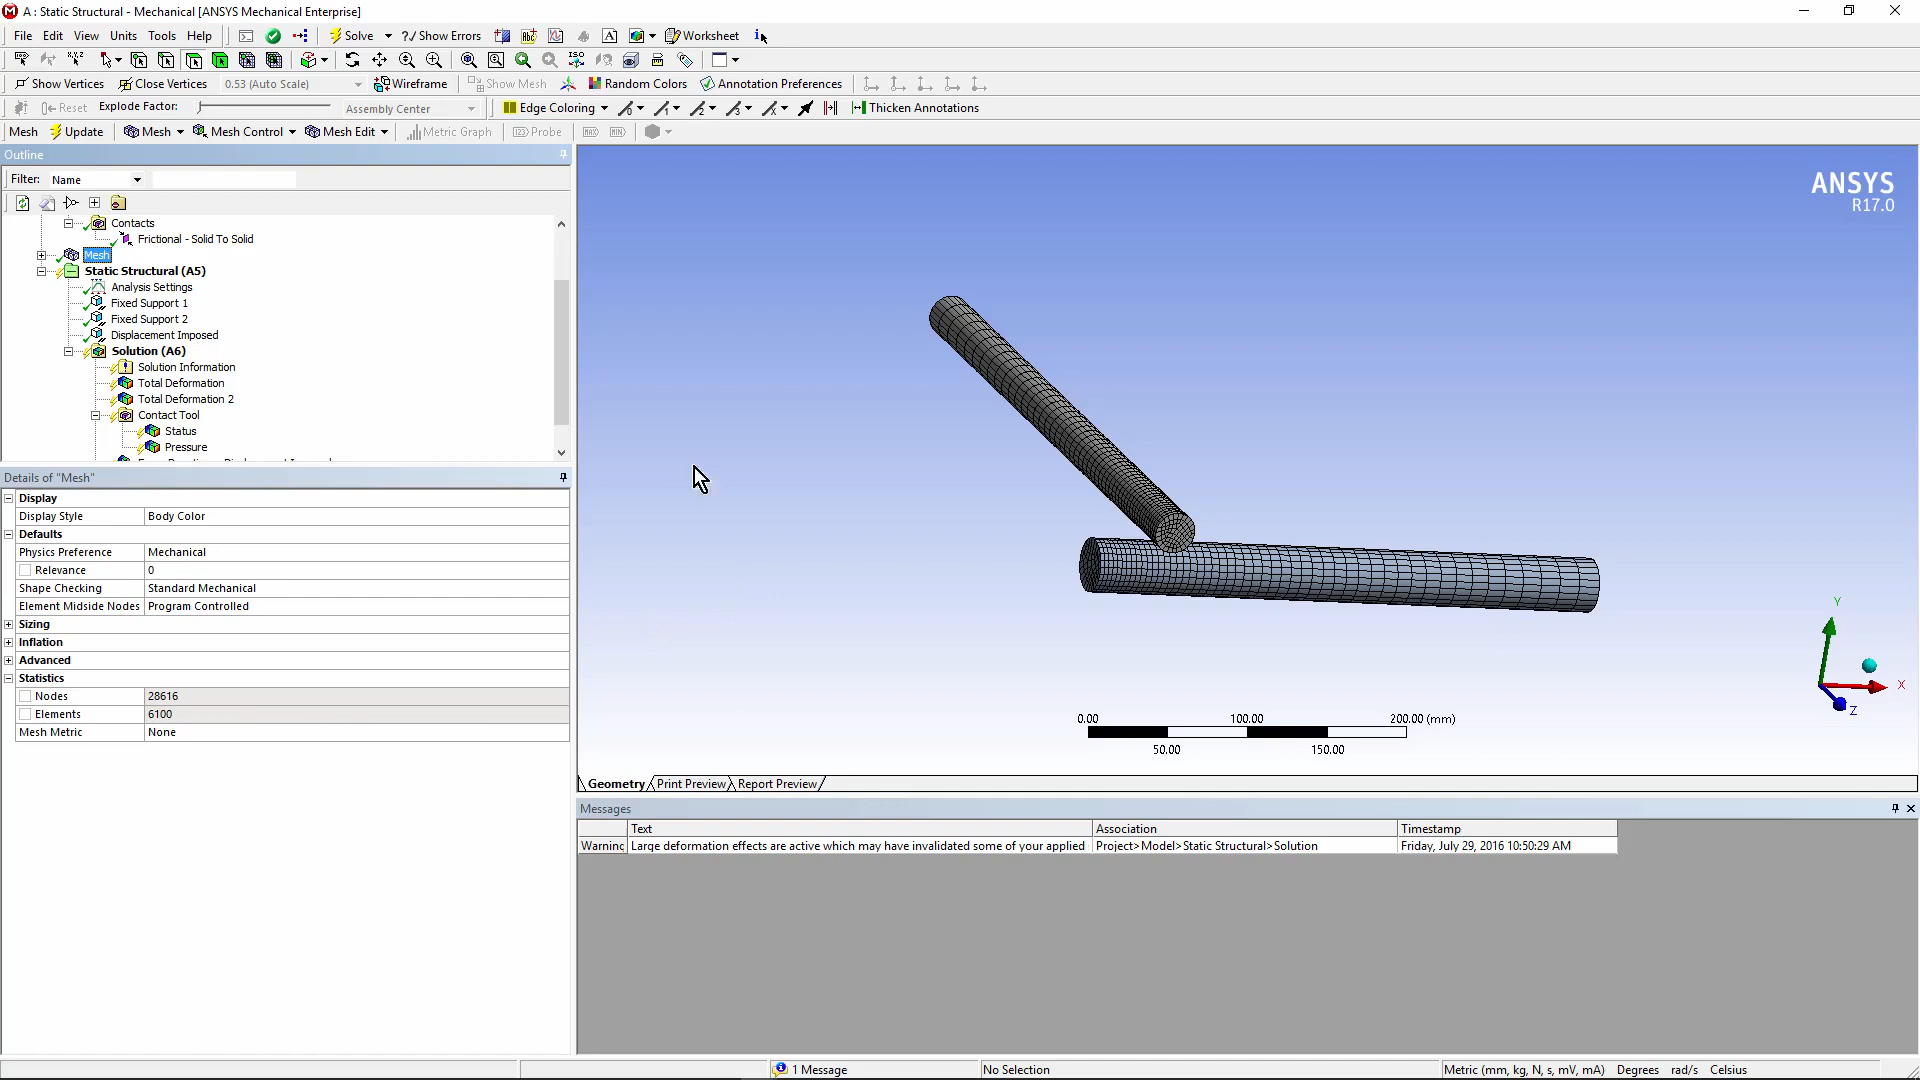 A : Static Structural - Mechanical [ANSYS Mechanical Enterprise]
File Edit View Units Tools Help Solve ?/ Show Errors Worksheet
Show Vertices Close Vertices 0.53 (Auto Scale) Wireframe Show Mesh Random Colors Annotation Preferences
Reset Explode Factor: Assembly Center Edge Coloring Thicken Annotations
Mesh Update Mesh Mesh Control Mesh Edit Metric Graph Probe MAX MIN
Outline
Filter: Name
Contacts
Frictional - Solid To Solid
Mesh
Static Structural (A5)
Analysis Settings
Fixed Support 1
Fixed Support 2
Displacement Imposed
Solution (A6)
Solution Information
Total Deformation
Total Deformation 2
Contact Tool
Status
Pressure
Details of "Mesh"
Display
Display Style Body Color
Defaults
Physics Preference Mechanical
Relevance 0
Shape Checking Standard Mechanical
Element Midside Nodes Program Controlled
Sizing
Inflation
Advanced
Statistics
Nodes 28616
Elements 6100
Mesh Metric None
ANSYS
R17.0
Y
X
Z
0.00 100.00 200.00 (mm)
50.00 150.00
Geometry Print Preview Report Preview
Messages
Text Association Timestamp
Warning Large deformation effects are active which may have invalidated some of your applied Project>Model>Static Structural>Solution Friday, July 29, 2016 10:50:29 AM
1 Message No Selection Metric (mm, kg, N, s, mV, mA) Degrees rad/s Celsius